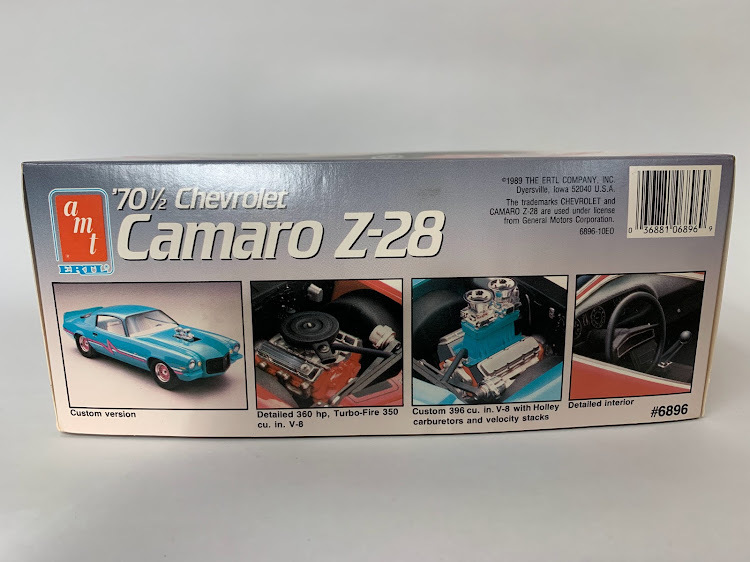 amt
ERTL
'70 ½ Chevrolet
Camaro Z-28
©1989 THE ERTL COMPANY, INC.
Dyersville, Iowa 52040 U.S.A.
The trademarks CHEVROLET and
CAMARO Z-28 are used under license
from General Motors Corporation.
6896-10EO
0 36881 06896 9
Custom version
Detailed 360 hp, Turbo-Fire 350
cu. in. V-8
Custom 396 cu. in. V-8 with Holley
carburetors and velocity stacks
Detailed interior
#6896